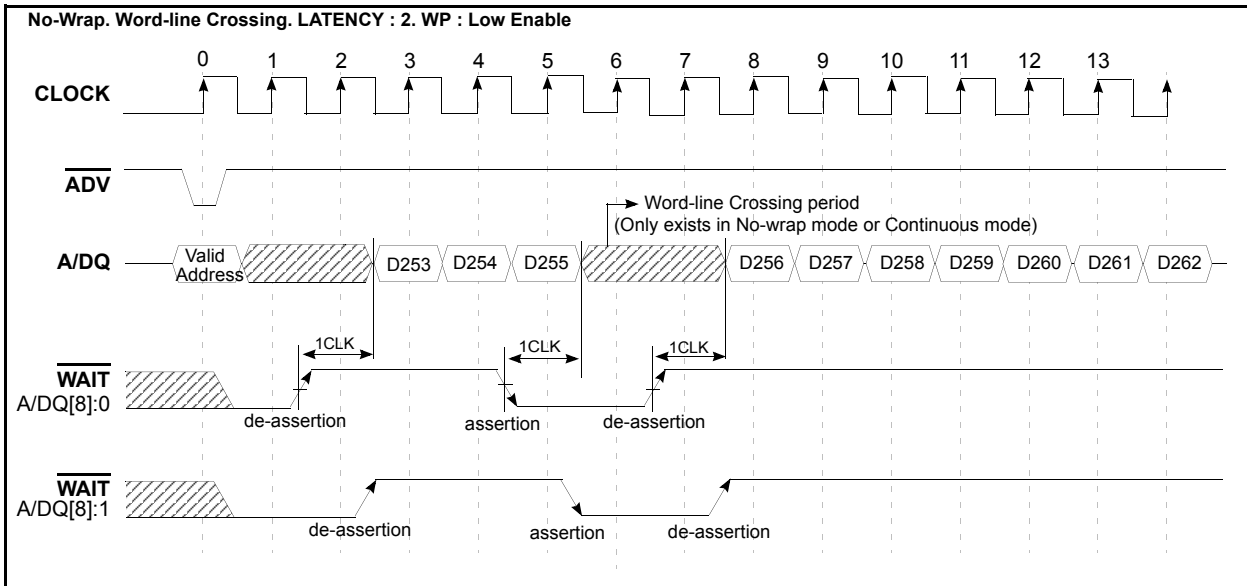 No-Wrap. Word-line Crossing. LATENCY : 2. WP : Low Enable
0 1 2 3 4 5 6 7 8 9 10 11 12 13
CLOCK
ADV
Word-line Crossing period
(Only exists in No-wrap mode or Continuous mode)
A/DQ
Valid
Address
D253 D254 D255 D256 D257 D258 D259 D260 D261 D262
1CLK 1CLK 1CLK
WAIT
A/DQ[8]:0
de-assertion assertion de-assertion
WAIT
A/DQ[8]:1
de-assertion assertion de-assertion